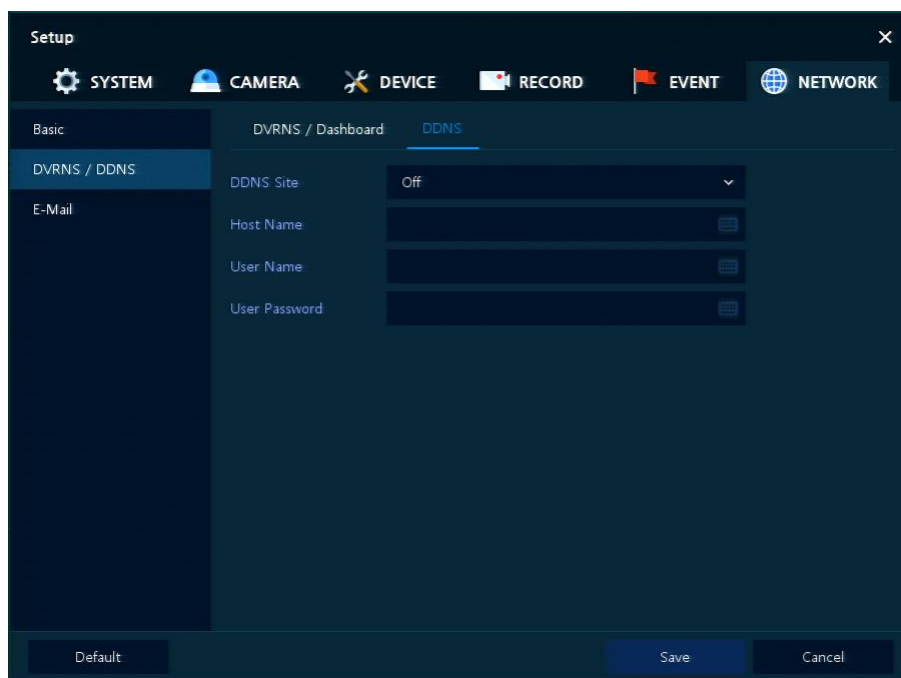 Setup
SYSTEM CAMERA DEVICE RECORD EVENT NETWORK
Basic
DVRNS / DDNS
E-Mail
DVRNS / Dashboard DDNS
DDNS Site Off
Host Name
User Name
User Password
Default Save Cancel